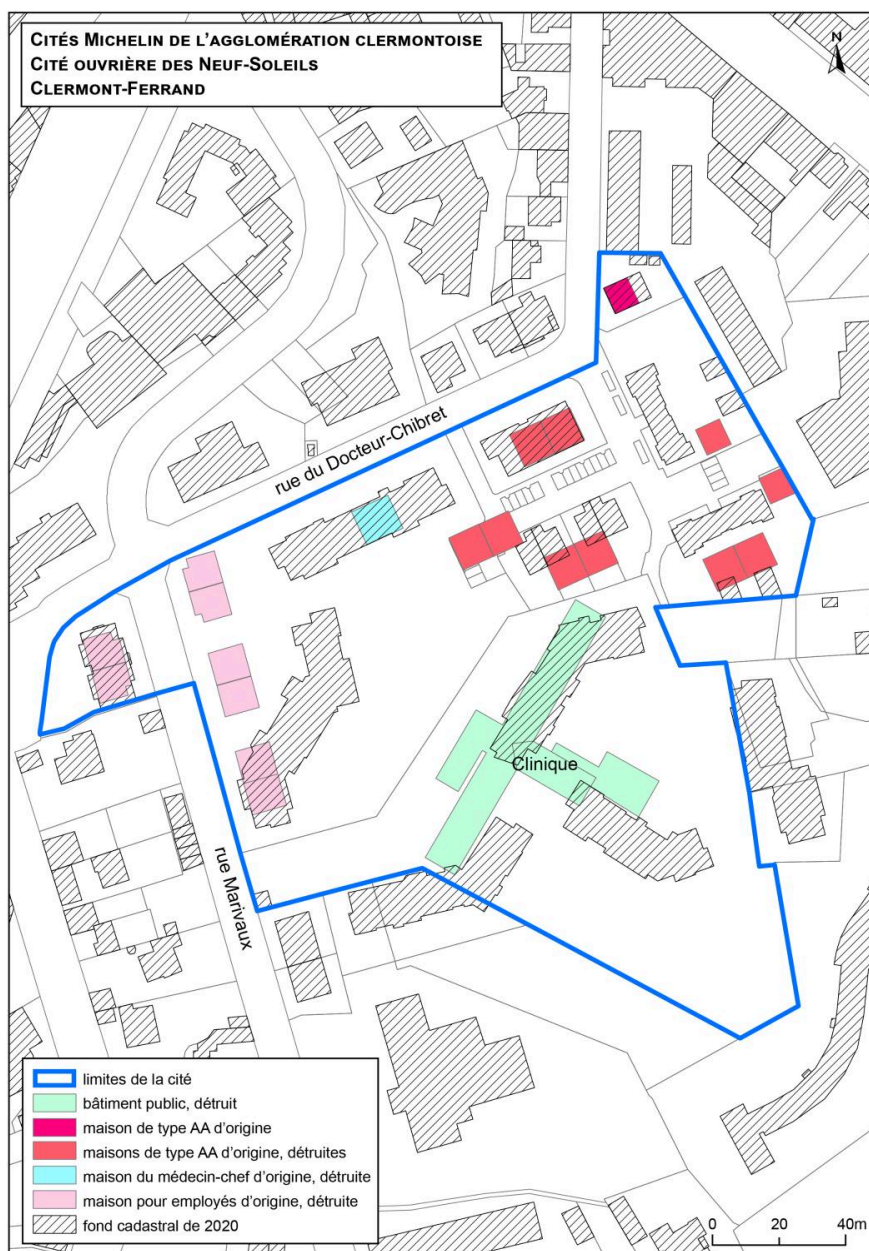 CITÉS MICHELIN DE L'AGGLOMÉRATION CLERMONTOISE
CITÉ OUVRIÈRE DES NEUF-SOLEILS
CLERMONT-FERRAND
N
rue du Docteur-Chibret
Clinique
rue Marivaux
limites de la cité
bâtiment public, détruit
maison de type AA d'origine
maisons de type AA d'origine, détruites
maison du médecin-chef d'origine, détruite
maison pour employés d'origine, détruite
fond cadastral de 2020
0 20 40m